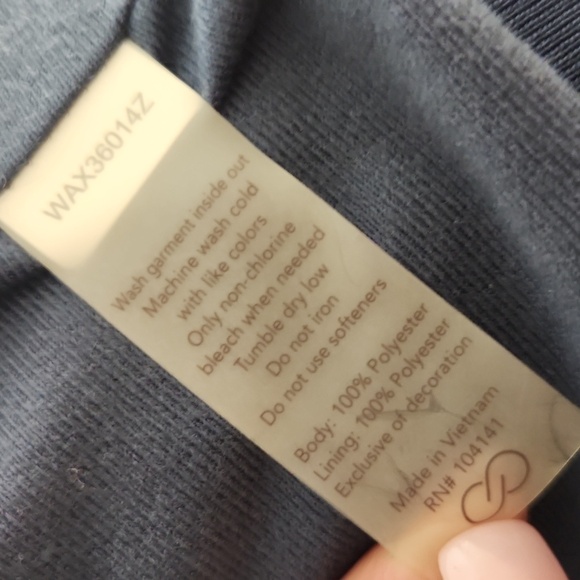 WAX36014Z
Wash garment inside out
Machine wash cold
with like colors
Only non-chlorine
bleach when needed
Tumble dry low
Do not iron
Do not use softeners
Body: 100% Polyester
Lining: 100% Polyester
Exclusive of decoration
Made in Vietnam
RN# 104141